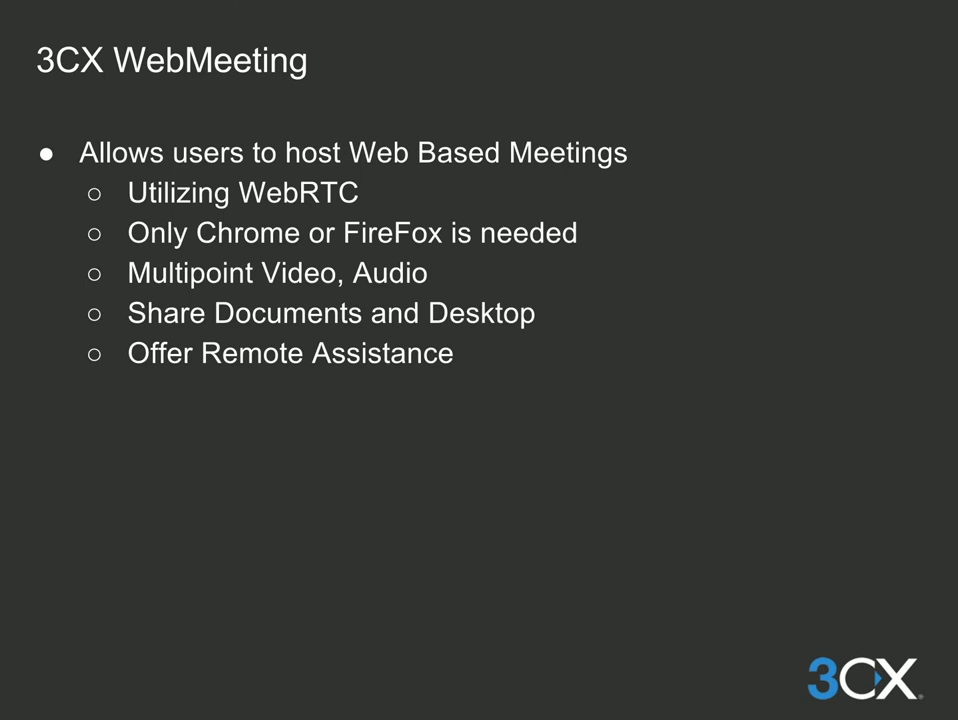 3CX WebMeeting
● Allows users to host Web Based Meetings
○ Utilizing WebRTC
○ Only Chrome or FireFox is needed
○ Multipoint Video, Audio
○ Share Documents and Desktop
○ Offer Remote Assistance
3CX®